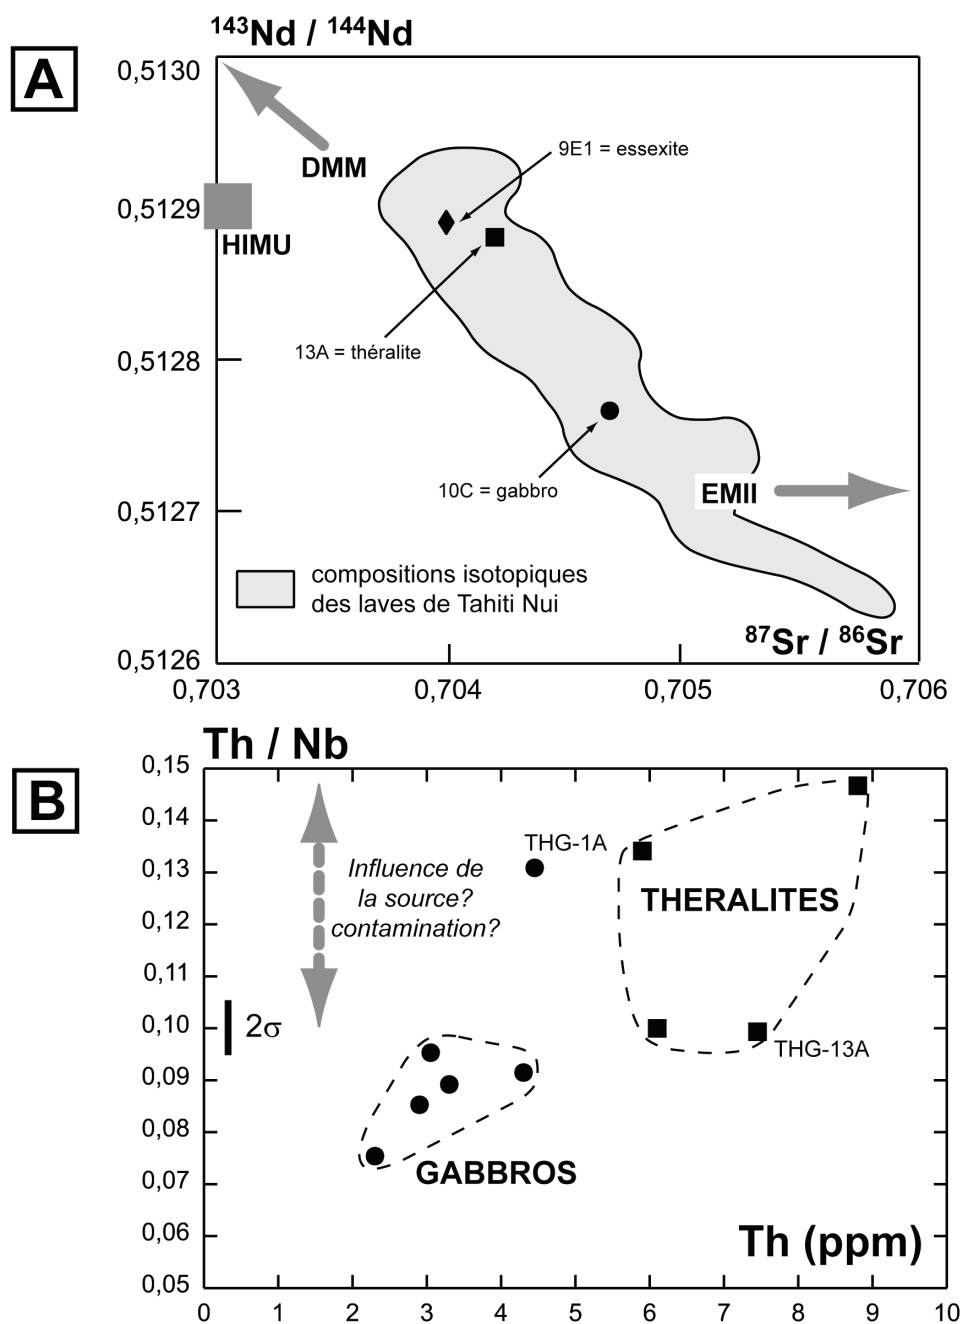 A
¹⁴³Nd / ¹⁴⁴Nd
0,5130
DMM
9E1 = essexite
0,5129
HIMU
13A = théralite
0,5128
10C = gabbro
EMII
0,5127
compositions isotopiques
des laves de Tahiti Nui
⁸⁷Sr / ⁸⁶Sr
0,5126
0,703
0,704
0,705
0,706
B
Th / Nb
0,15
0,14
THG-1A
0,13
Influence de
la source?
contamination?
THERALITES
0,12
0,11
0,10
2σ
THG-13A
0,09
0,08
GABBROS
0,07
0,06
Th (ppm)
0,05
0 1 2 3 4 5 6 7 8 9 10